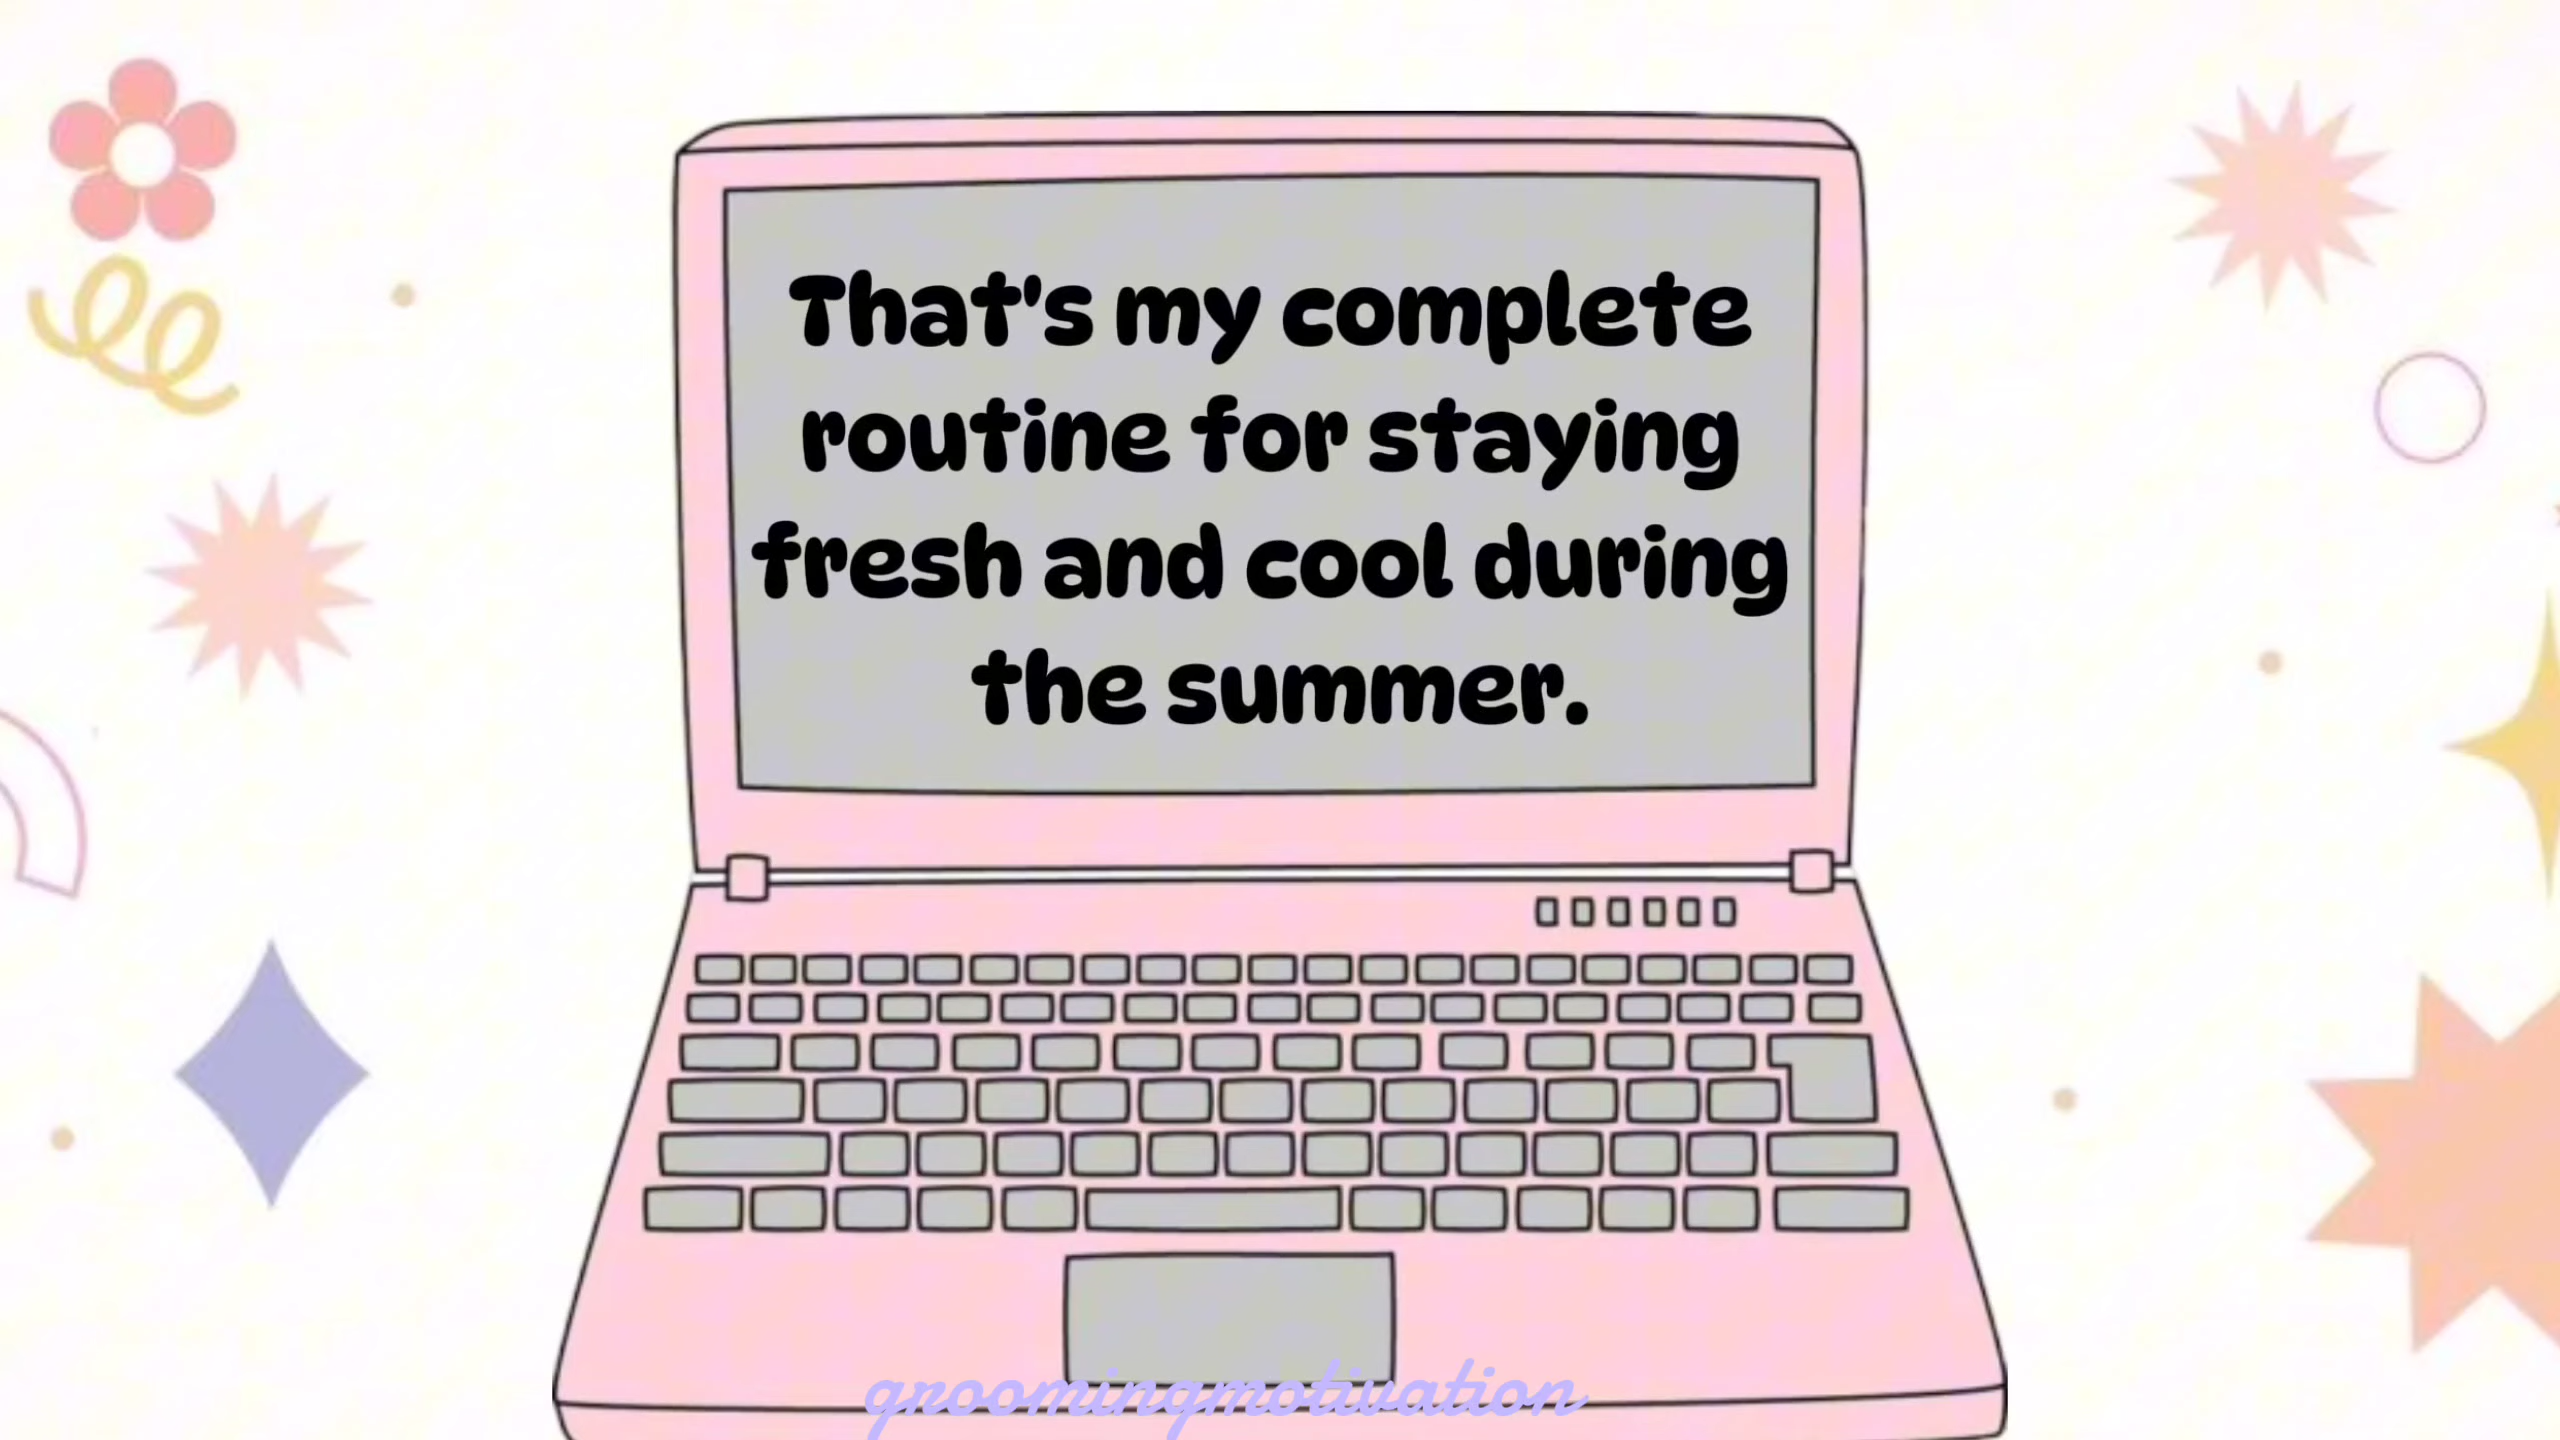 That's my complete
routine for staying
fresh and cool during
the summer.
groomingmotivation